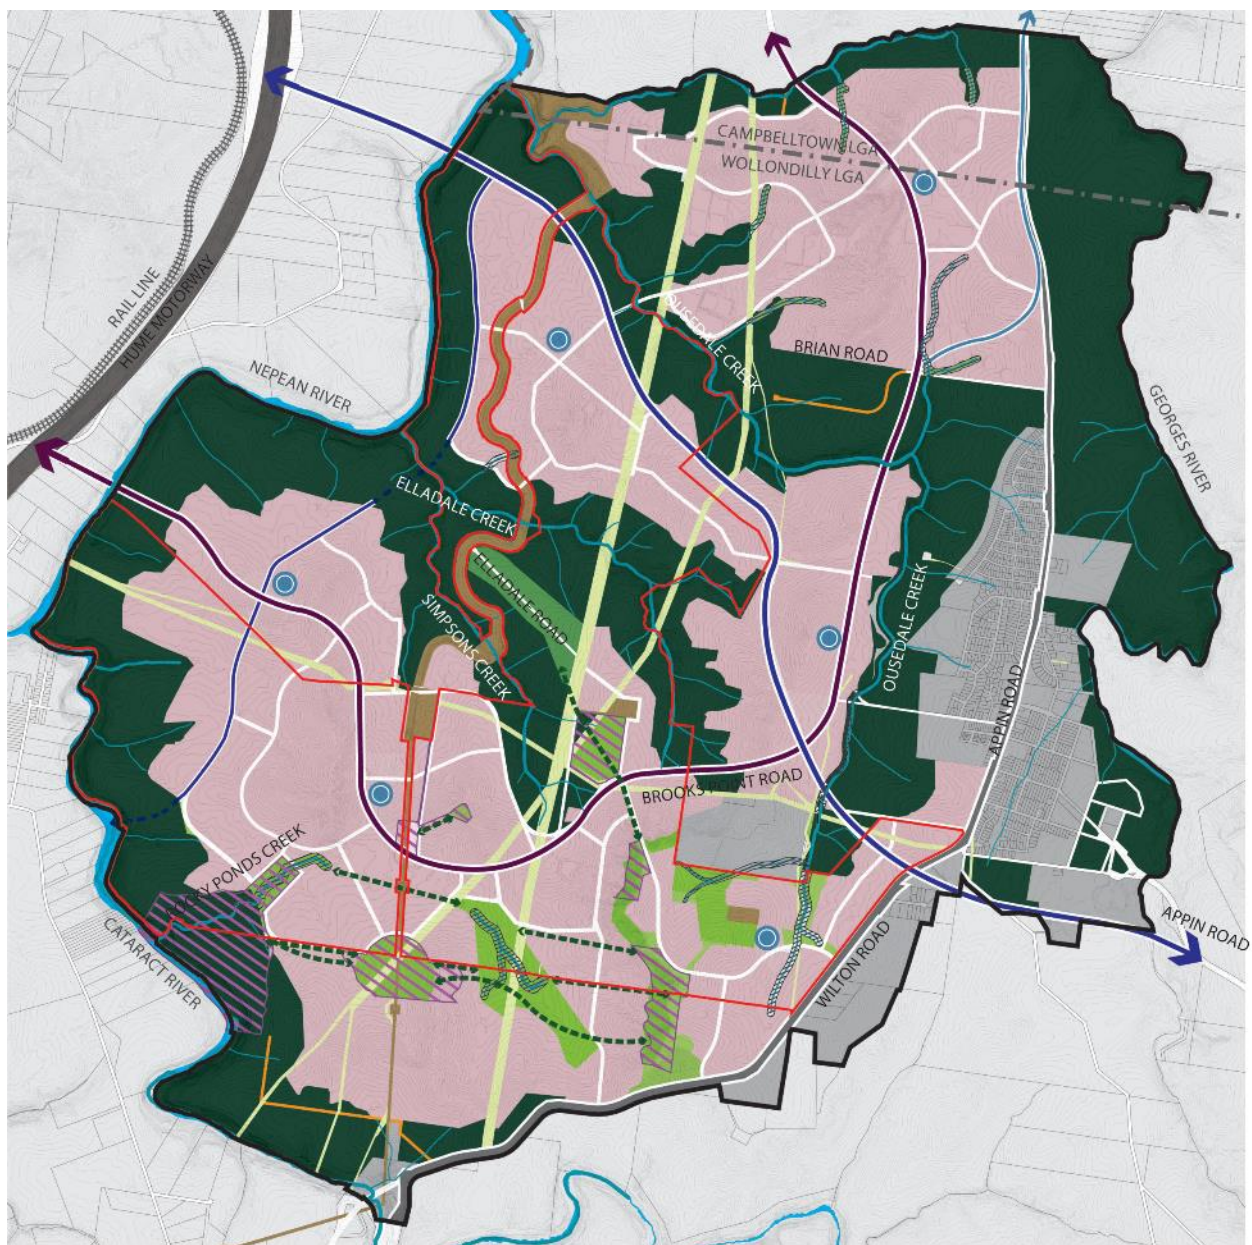 CAMPBELLTOWN LGA
WOLLONDILLY LGA
RAIL LINE
HUME MOTORWAY
NEPEAN RIVER
OUSEDALE CREEK
BRIAN ROAD
GEORGES RIVER
ELLADALE CREEK
ELLADALE ROAD
SIMPSONS CREEK
OUSEDALE CREEK
APPIN ROAD
BROOKS POINT ROAD
ROCKY PONDS CREEK
CATARACT RIVER
WILTON ROAD
APPIN ROAD